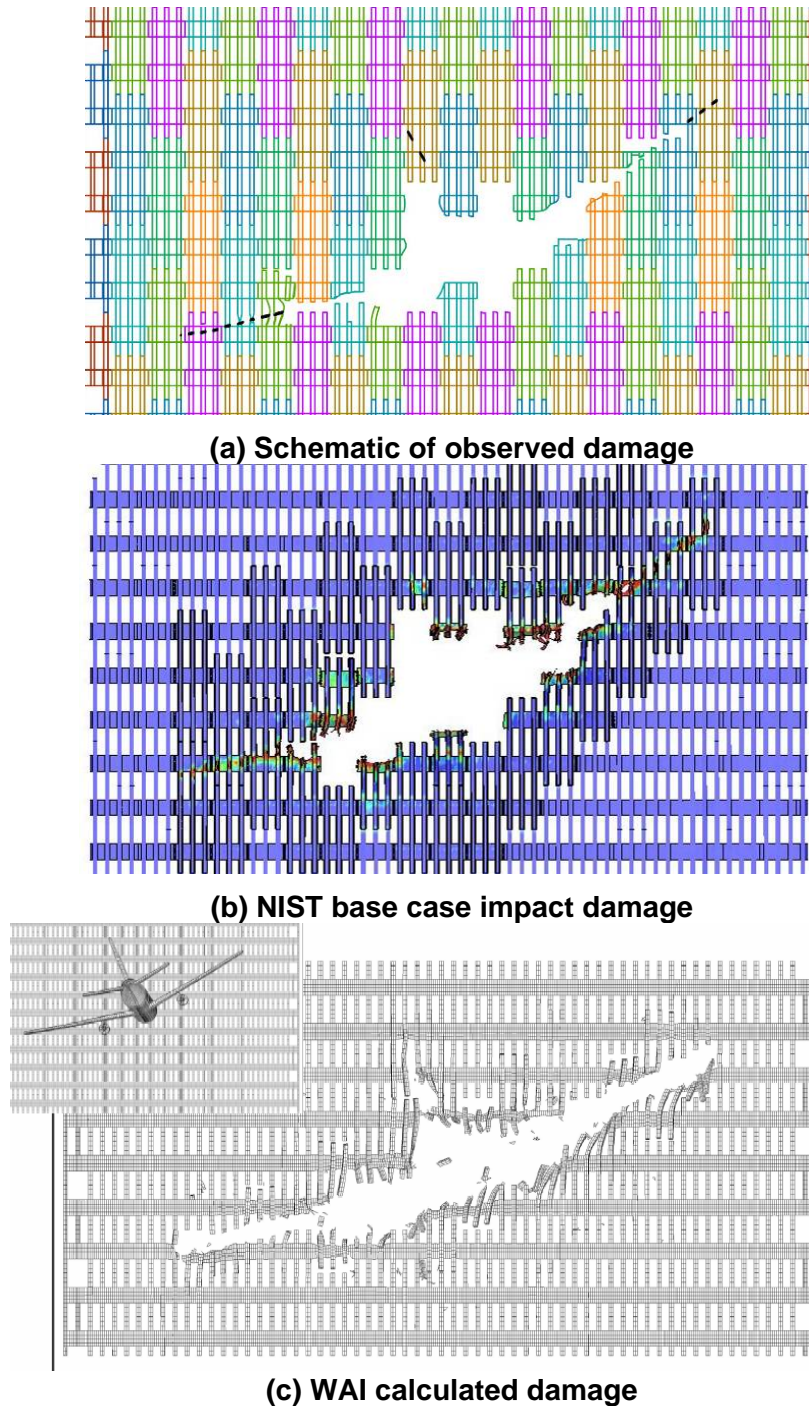 (a) Schematic of observed damage
(b) NIST base case impact damage
(c) WAI calculated damage